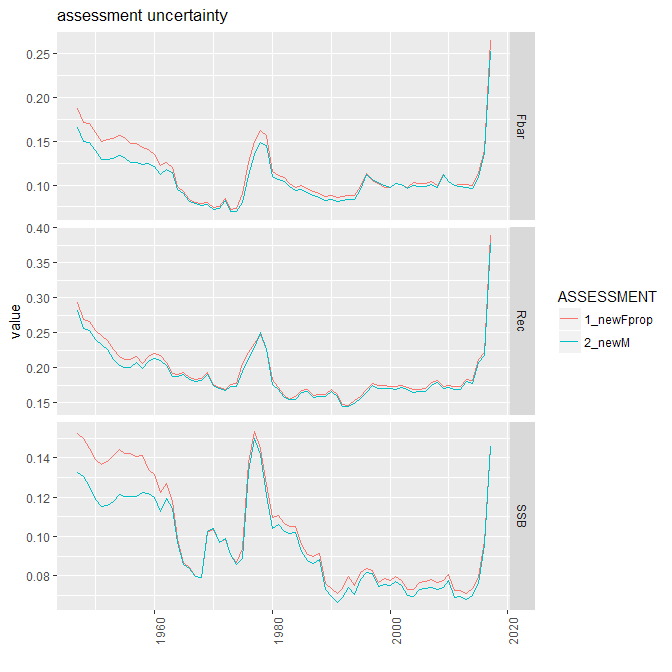 assessment uncertainty
value
0.25
0.20
0.15
0.10
Fbar
0.40
0.35
0.30
0.25
0.20
0.15
Rec
0.14
0.12
0.10
0.08
SSB
1960
1980
2000
2020
ASSESSMENT
1_newFprop
2_newM